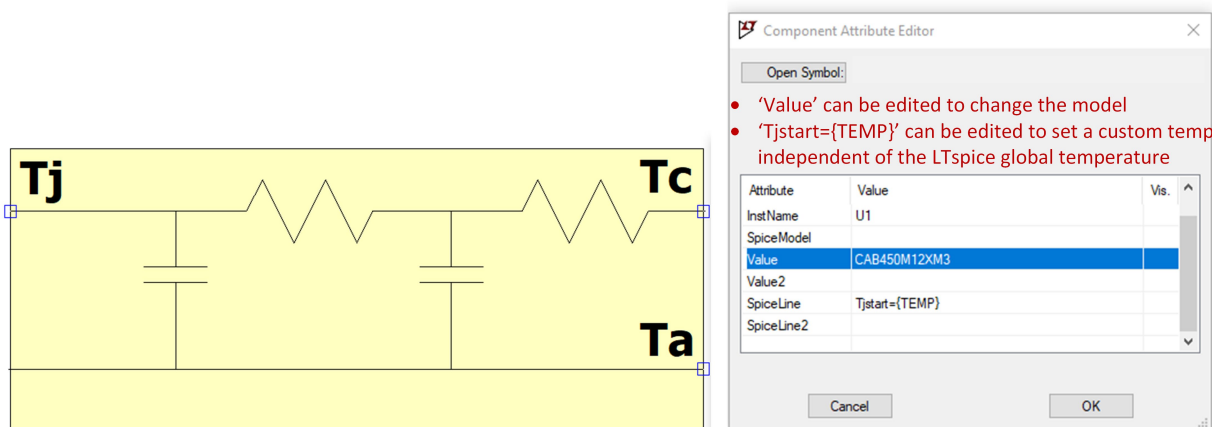 Tj
Tc
Ta
Component Attribute Editor
Open Symbol:
• ‘Value’ can be edited to change the model
• ‘Tjstart={TEMP}’ can be edited to set a custom temp
independent of the LTspice global temperature
Attribute Value Vis.
InstName U1
SpiceModel
Value CAB450M12XM3
Value2
SpiceLine Tjstart={TEMP}
SpiceLine2
Cancel OK